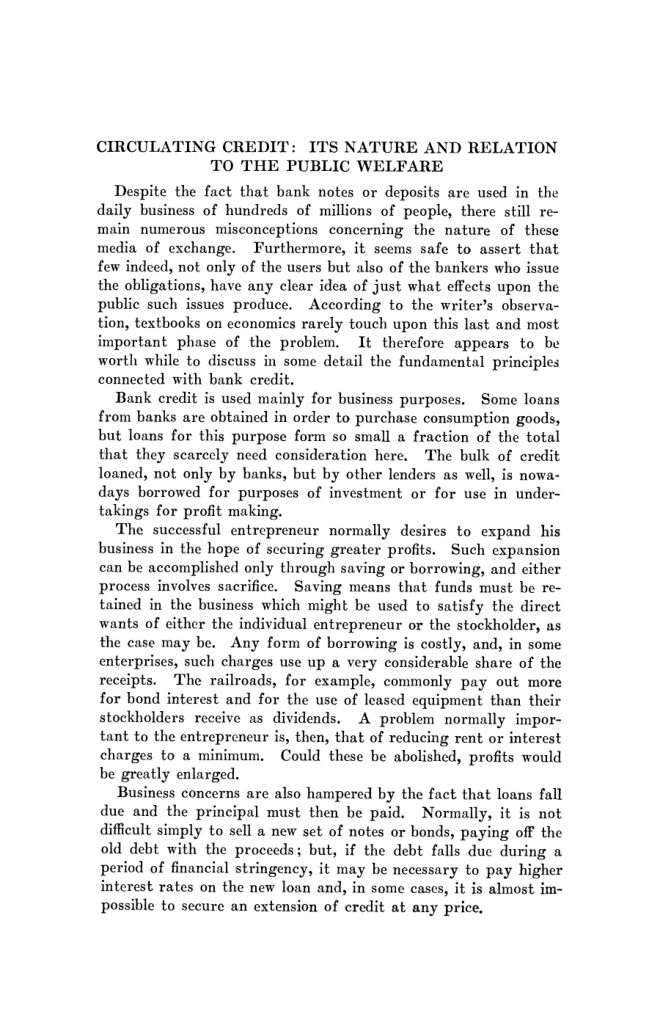 CIRCULATING CREDIT: ITS NATURE AND RELATION
TO THE PUBLIC WELFARE
Despite the fact that bank notes or deposits are used in the
daily business of hundreds of millions of people, there still re-
main numerous misconceptions concerning the nature of these
media of exchange. Furthermore, it seems safe to assert that
few indeed, not only of the users but also of the bankers who issue
the obligations, have any clear idea of just what effects upon the
public such issues produce. According to the writer's observa-
tion, textbooks on economics rarely touch upon this last and most
important phase of the problem. It therefore appears to be
worth while to discuss in some detail the fundamental principles
connected with bank credit.
Bank credit is used mainly for business purposes. Some loans
from banks are obtained in order to purchase consumption goods,
but loans for this purpose form so small a fraction of the total
that they scarcely need consideration here. The bulk of credit
loaned, not only by banks, but by other lenders as well, is nowa-
days borrowed for purposes of investment or for use in under-
takings for profit making.
The successful entrepreneur normally desires to expand his
business in the hope of securing greater profits. Such expansion
can be accomplished only through saving or borrowing, and either
process involves sacrifice. Saving means that funds must be re-
tained in the business which might be used to satisfy the direct
wants of either the individual entrepreneur or the stockholder, as
the case may be. Any form of borrowing is costly, and, in some
enterprises, such charges use up a very considerable share of the
receipts. The railroads, for example, commonly pay out more
for bond interest and for the use of leased equipment than their
stockholders receive as dividends. A problem normally impor-
tant to the entrepreneur is, then, that of reducing rent or interest
charges to a minimum. Could these be abolished, profits would
be greatly enlarged.
Business concerns are also hampered by the fact that loans fall
due and the principal must then be paid. Normally, it is not
difficult simply to sell a new set of notes or bonds, paying off the
old debt with the proceeds; but, if the debt falls due during a
period of financial stringency, it may be necessary to pay higher
interest rates on the new loan and, in some cases, it is almost im-
possible to secure an extension of credit at any price.